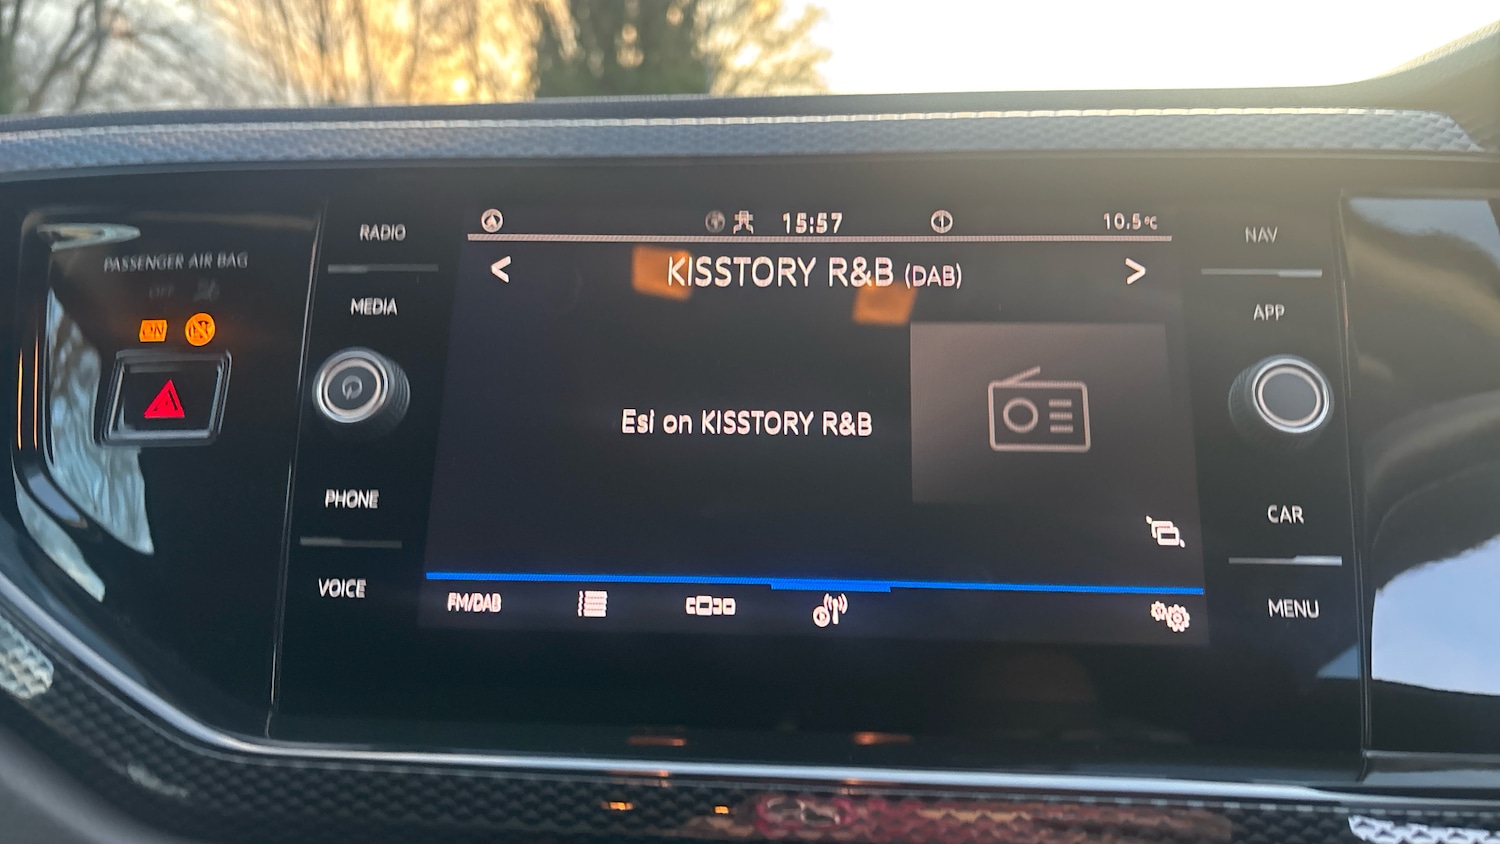 PASSENGER AIR BAG
OFF
ON
RADIO
MEDIA
PHONE
VOICE
15:57
10.5°C
< KISSTORY R&B (DAB) >
Esi on KISSTORY R&B
FM/DAB
NAV
APP
CAR
MENU